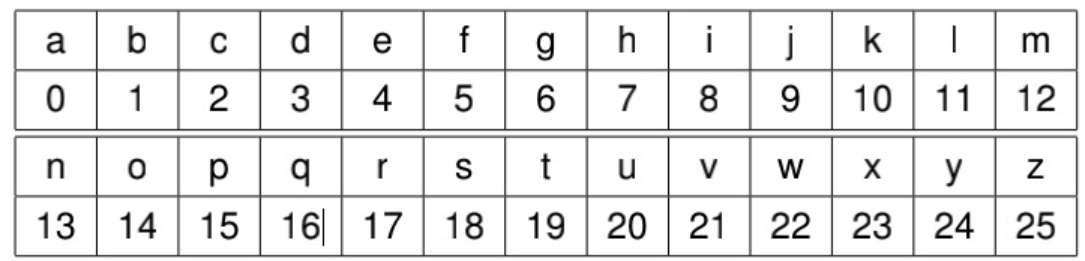 a b c d e f g h i j k l m
0 1 2 3 4 5 6 7 8 9 10 11 12
n o p q r s t u v w x y z
13 14 15 16 17 18 19 20 21 22 23 24 25